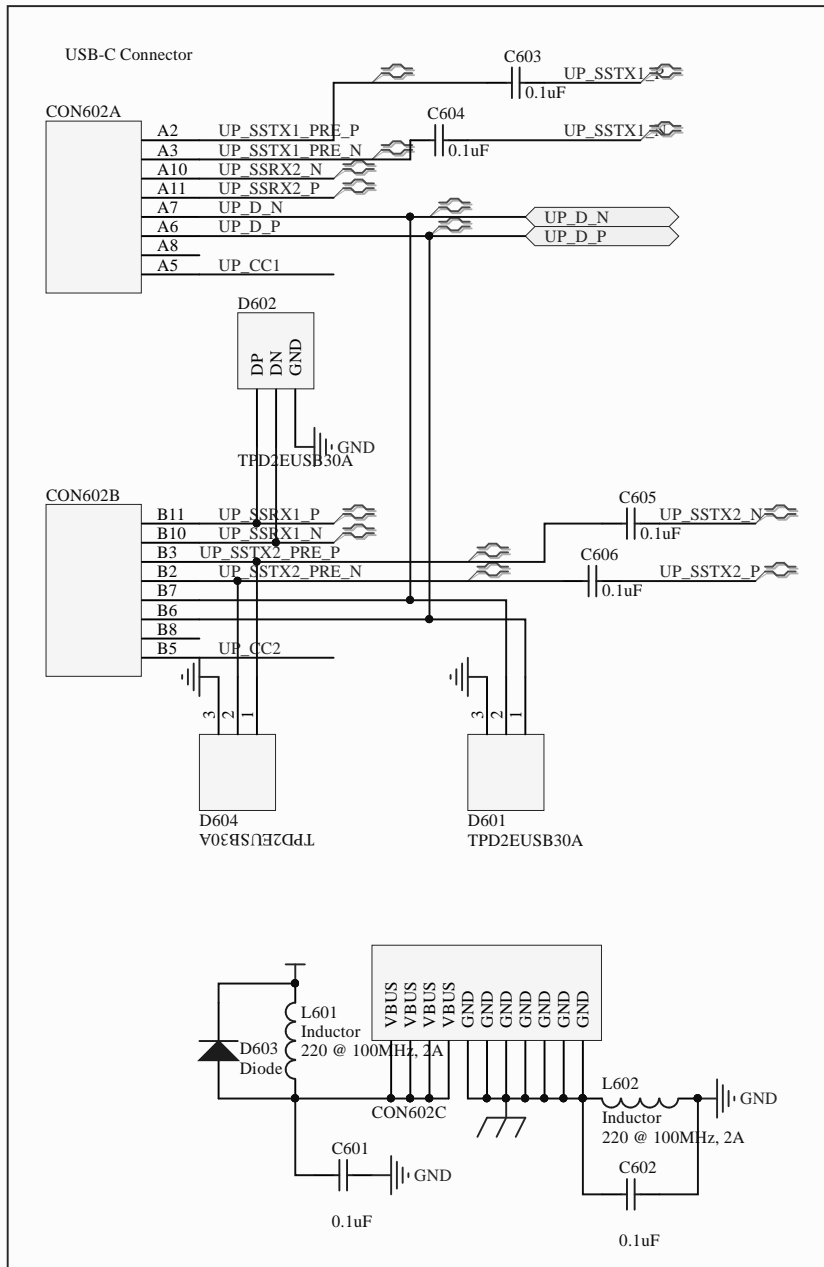 USB-C Connector
C603
UP_SSTX1_P
0.1uF
CON602A
C604
A2 UP_SSTX1_PRE_P
UP_SSTX1_N
A3 UP_SSTX1_PRE_N
0.1uF
A10 UP_SSRX2_N
A11 UP_SSRX2_P
A7 UP_D_N
UP_D_N
A6 UP_D_P
UP_D_P
A8
A5 UP_CC1
D602
DP
DN
GND
GND
TPD2EUSB30A
CON602B
C605
B11 UP_SSRX1_P
UP_SSTX2_N
B10 UP_SSRX1_N
0.1uF
B3 UP_SSTX2_PRE_P
C606
B2 UP_SSTX2_PRE_N
UP_SSTX2_P
B7
0.1uF
B6
B8
B5 UP_CC2
3
2
1
3
2
1
D604
TPD2EUSB30A
D601
TPD2EUSB30A
VBUS
VBUS
VBUS
VBUS
GND
GND
GND
GND
GND
GND
GND
L601
Inductor
220 @ 100MHz, 2A
D603
Diode
CON602C
L602
GND
Inductor
220 @ 100MHz, 2A
C601
GND
0.1uF
C602
0.1uF